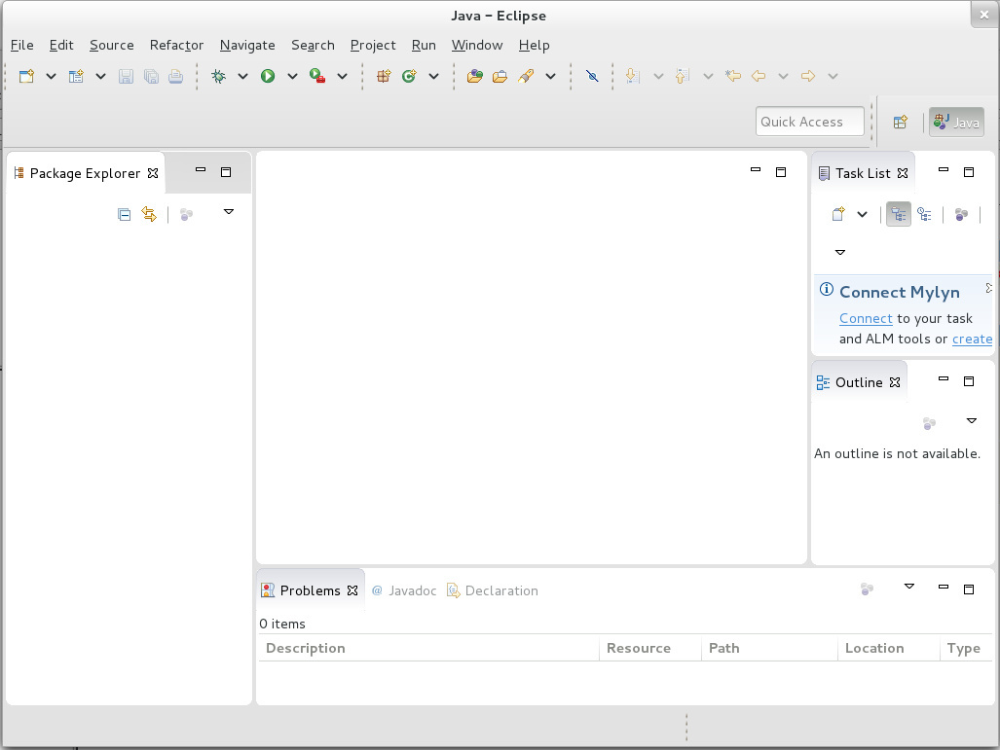 Java – Eclipse
File Edit Source Refactor Navigate Search Project Run Window Help
Quick Access
Java
Package Explorer
Task List
Connect Mylyn
Connect to your task
and ALM tools or create
Outline
An outline is not available.
Problems @ Javadoc Declaration
0 items
Description Resource Path Location Type